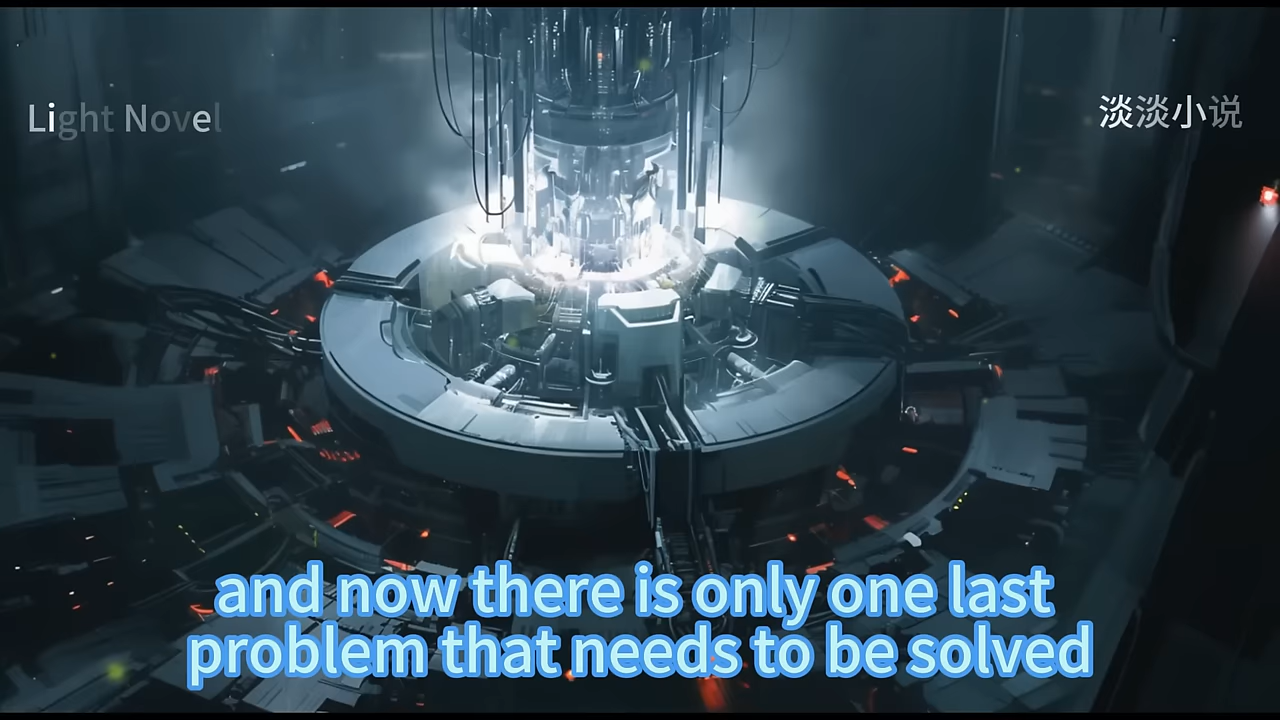 Light Novel
淡淡小说
and now there is only one last
problem that needs to be solved